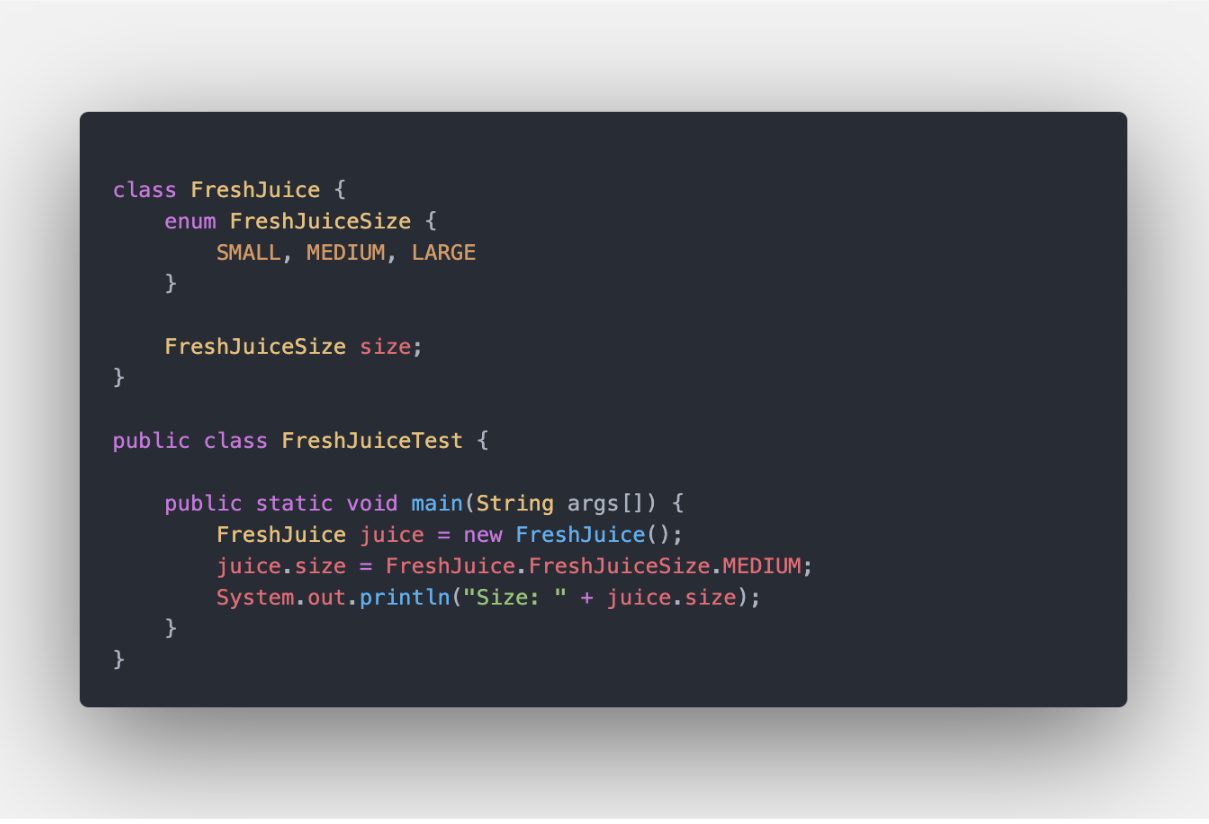 class FreshJuice {
    enum FreshJuiceSize {
        SMALL, MEDIUM, LARGE
    }

    FreshJuiceSize size;
}

public class FreshJuiceTest {

    public static void main(String args[]) {
        FreshJuice juice = new FreshJuice();
        juice.size = FreshJuice.FreshJuiceSize.MEDIUM;
        System.out.println("Size: " + juice.size);
    }
}